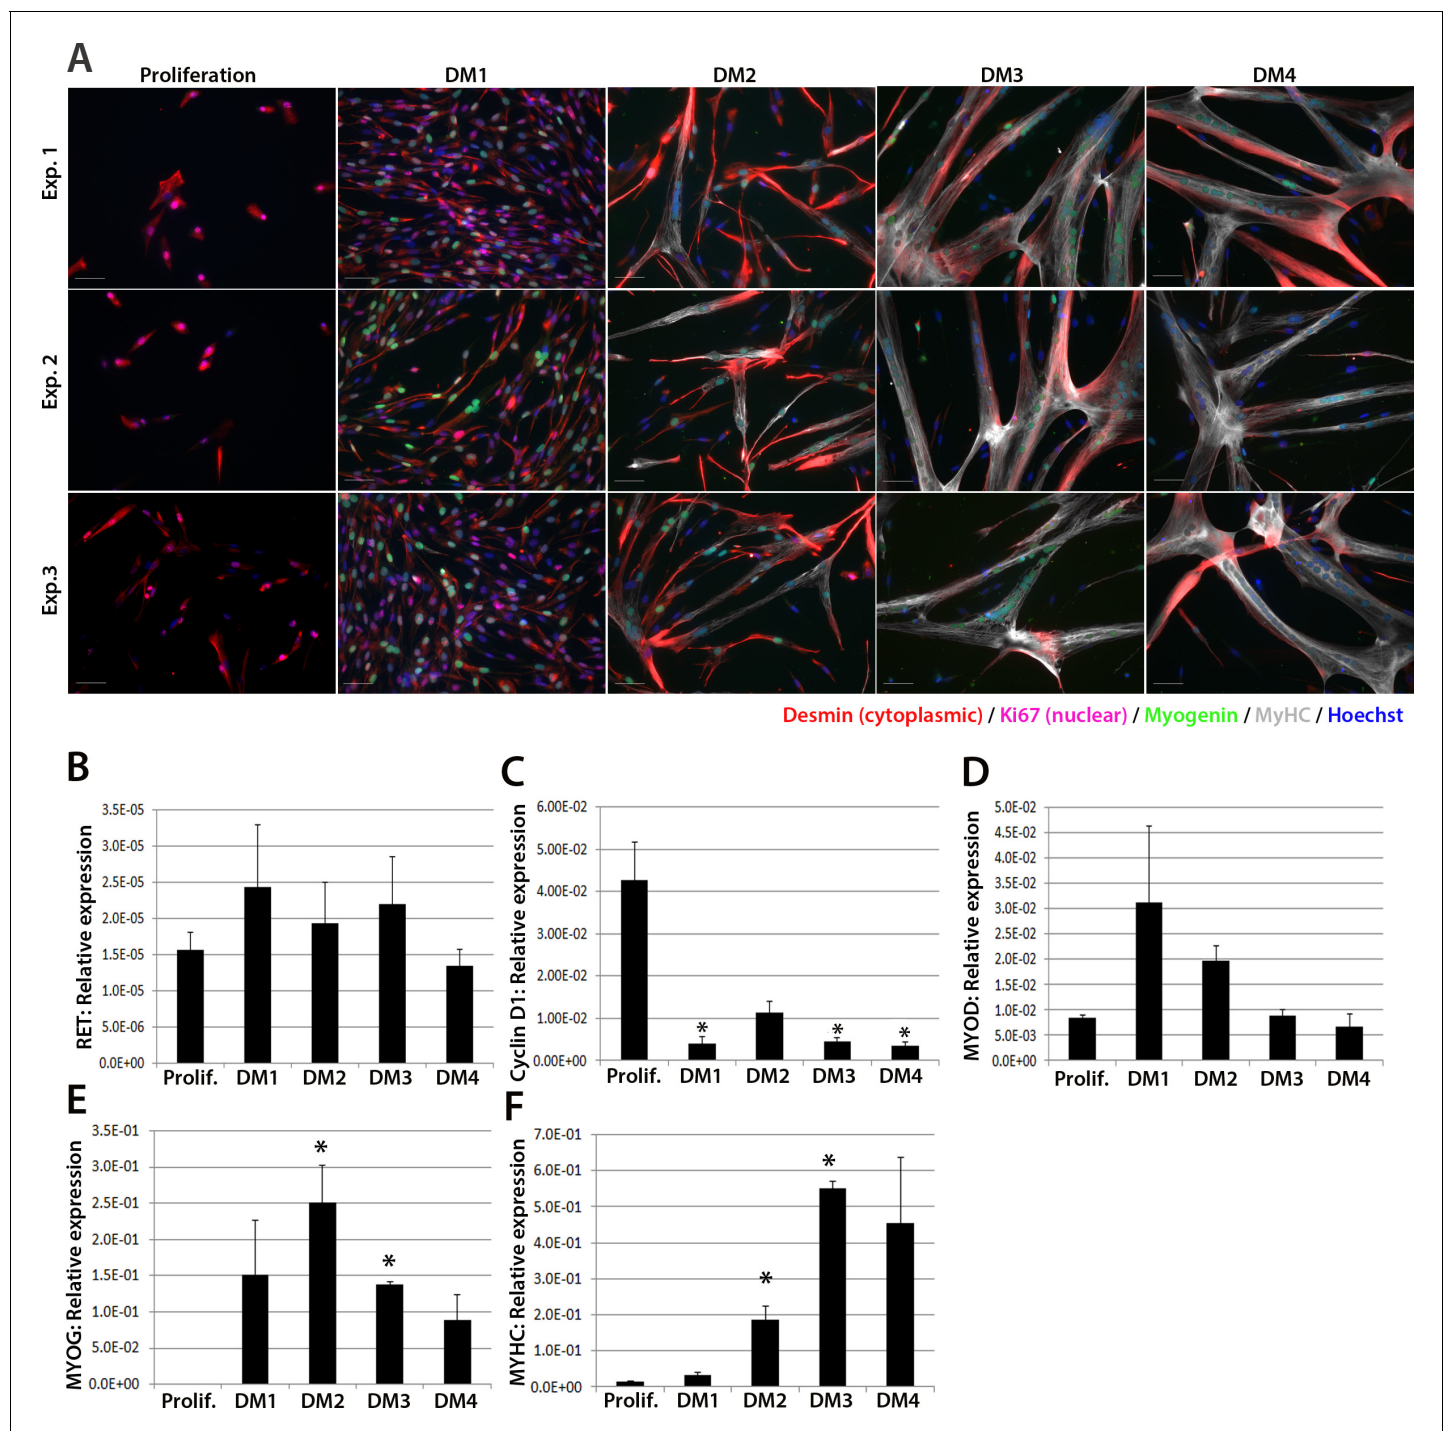 A
Proliferation DM1 DM2 DM3 DM4
Exp. 1
Exp. 2
Exp.3
Desmin (cytoplasmic) / Ki67 (nuclear) / Myogenin / MyHC / Hoechst
B
RET: Relative expression
3.5E-05
3.0E-05
2.5E-05
2.0E-05
1.5E-05
1.0E-05
5.0E-06
0.0E+00
Prolif. DM1 DM2 DM3 DM4
C
Cyclin D1: Relative expression
6.00E-02
5.00E-02
4.00E-02
3.00E-02
2.00E-02
1.00E-02
0.00E+00
* * *
Prolif. DM1 DM2 DM3 DM4
D
MYOD: Relative expression
5.0E-02
4.5E-02
4.0E-02
3.5E-02
3.0E-02
2.5E-02
2.0E-02
1.5E-02
1.0E-02
5.0E-03
0.0E+00
Prolif. DM1 DM2 DM3 DM4
E
MYOG: Relative expression
3.5E-01
3.0E-01
2.5E-01
2.0E-01
1.5E-01
1.0E-01
5.0E-02
0.0E+00
* *
Prolif. DM1 DM2 DM3 DM4
F
MYHC: Relative expression
7.0E-01
6.0E-01
5.0E-01
4.0E-01
3.0E-01
2.0E-01
1.0E-01
0.0E+00
* *
Prolif. DM1 DM2 DM3 DM4